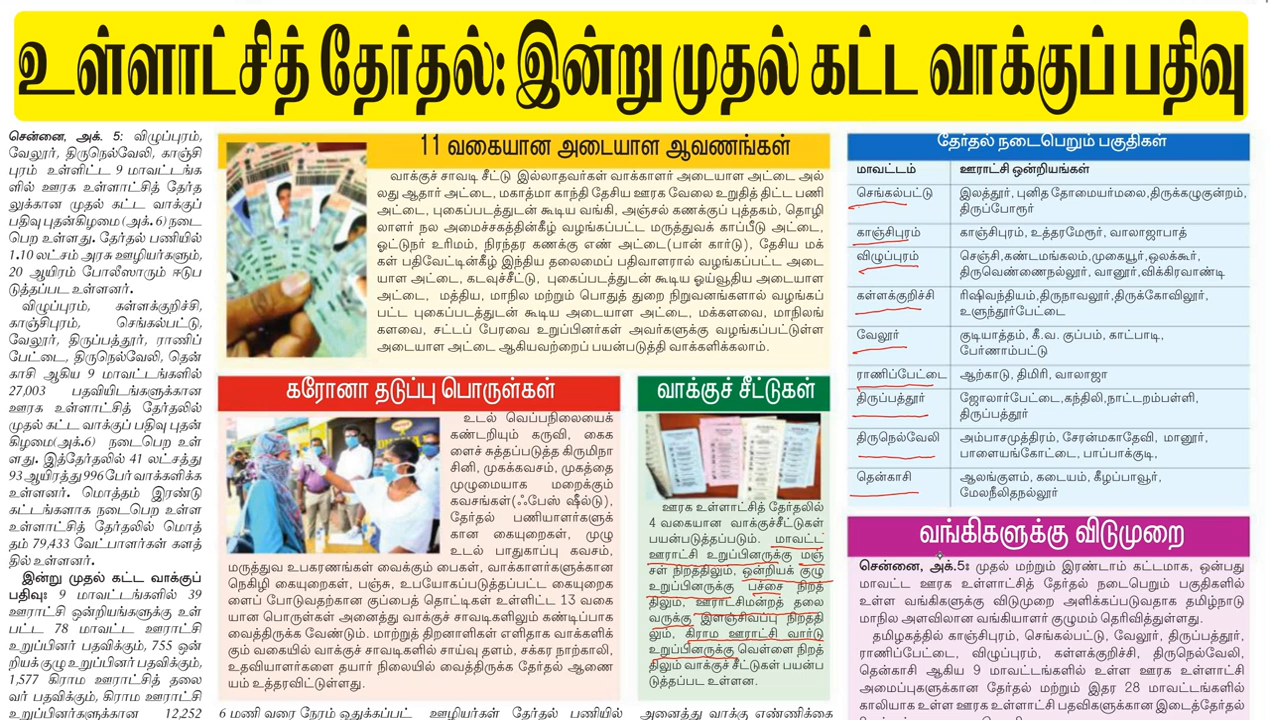 உள்ளாட்சித் தேர்தல்: இன்று முதல் கட்ட வாக்குப் பதிவு
சென்னை, அக். 5: விழுப்புரம்,
வேலூர், திருநெல்வேலி, காஞ்சி
புரம் உள்ளிட்ட 9 மாவட்டங்க
ளில் ஊரக உள்ளாட்சித் தேர்த
லுக்கான முதல் கட்ட வாக்குப்
பதிவு புதன்கிழமை (அக். 6) நடை
பெற உள்ளது. தேர்தல் பணியில்
1.10 லட்சம் அரசு ஊழியர்களும்,
20 ஆயிரம் போலீஸாரும் ஈடுப
டுத்தப்பட உள்ளனர்.
விழுப்புரம், கள்ளக்குறிச்சி,
காஞ்சிபுரம், செங்கல்பட்டு,
வேலூர், திருப்பத்தூர், ராணிப்
பேட்டை, திருநெல்வேலி, தென்
காசி ஆகிய 9 மாவட்டங்களில்
27,003 பதவியிடங்களுக்கான
ஊரக உள்ளாட்சித் தேர்தலில்
முதல் கட்ட வாக்குப் பதிவு புதன்
கிழமை(அக்.6) நடைபெற உள்
ளது. இத்தேர்தலில் 41 லட்சத்து
93 ஆயிரத்து 996 பேர் வாக்களிக்க
உள்ளனர். மொத்தம் இரண்டு
கட்டங்களாக நடைபெற உள்ள
உள்ளாட்சித் தேர்தலில் மொத்
தம் 79,433 வேட்பாளர்கள் களத்
தில் உள்ளனர்.
இன்று முதல் கட்ட வாக்குப்
பதிவு: 9 மாவட்டங்களில் 39
ஊராட்சி ஒன்றியங்களுக்கு உள்
பட்ட 78 மாவட்ட ஊராட்சி
உறுப்பினர் பதவிக்கும், 755 ஒன்
றியக் குழு உறுப்பினர் பதவிக்கும்,
1,577 கிராம ஊராட்சித் தலை
வர் பதவிக்கும், கிராம ஊராட்சி
உறுப்பினர்களுக்கான 12,252
11 வகையான அடையாள ஆவணங்கள்
வாக்குச் சாவடி சீட்டு இல்லாதவர்கள் வாக்காளர் அடையாள அட்டை அல்
லது ஆதார் அட்டை, மகாத்மா காந்தி தேசிய ஊரக வேலை உறுதித் திட்ட பணி
அட்டை, புகைப்படத்துடன் கூடிய வங்கி, அஞ்சல் கணக்குப் புத்தகம், தொழி
லாளர் நல அமைச்சகத்தின்கீழ் வழங்கப்பட்ட மருத்துவக் காப்பீடு அட்டை,
ஓட்டுநர் உரிமம், நிரந்தர கணக்கு எண் அட்டை(பான் கார்டு), தேசிய மக்
கள் பதிவேட்டின்கீழ் இந்திய தலைமைப் பதிவாளரால் வழங்கப்பட்ட அடை
யாள அட்டை, கடவுச்சீட்டு, புகைப்படத்துடன் கூடிய ஓய்வூதிய அடையாள
அட்டை, மத்திய, மாநில மற்றும் பொதுத் துறை நிறுவனங்களால் வழங்கப்
பட்ட புகைப்படத்துடன் கூடிய அடையாள அட்டை, மக்களவை, மாநிலங்
களவை, சட்டப் பேரவை உறுப்பினர்கள் அவர்களுக்கு வழங்கப்பட்டுள்ள
அடையாள அட்டை ஆகியவற்றைப் பயன்படுத்தி வாக்களிக்கலாம்.
கரோனா தடுப்பு பொருள்கள்
உடல் வெப்பநிலையைக்
கண்டறியும் கருவி, கைக
ளைச் சுத்தப்படுத்த கிருமிநா
சினி, முகக்கவசம், முகத்தை
முழுமையாக மறைக்கும்
கவசங்கள்(ஃபேஸ் ஷீல்டு),
தேர்தல் பணியாளர்களுக்
கான கையுறைகள், முழு
உடல் பாதுகாப்பு கவசம்,
மருத்துவ உபகரணங்கள் வைக்கும் பைகள், வாக்காளர்களுக்கான
நெகிழி கையுறைகள், பஞ்சு, உபயோகப்படுத்தப்பட்ட கையுறைக
ளைப் போடுவதற்கான குப்பைத் தொட்டிகள் உள்ளிட்ட 13 வகை
யான பொருள்கள் அனைத்து வாக்குச் சாவடிகளிலும் கண்டிப்பாக
வைத்திருக்க வேண்டும். மாற்றுத் திறனாளிகள் எளிதாக வாக்களிக்
கும் வகையில் வாக்குச் சாவடிகளில் சாய்வு தளம், சக்கர நாற்காலி,
உதவியாளர்களை தயார் நிலையில் வைத்திருக்க தேர்தல் ஆணை
யம் உத்தரவிட்டுள்ளது.
வாக்குச் சீட்டுகள்
ஊரக உள்ளாட்சித் தேர்தலில்
4 வகையான வாக்குச்சீட்டுகள்
பயன்படுத்தப்படும். மாவட்ட
ஊராட்சி உறுப்பினருக்கு மஞ்
சள் நிறத்திலும், ஒன்றியக் குழு
உறுப்பினருக்கு பச்சை நிறத்
திலும், ஊராட்சிமன்றத் தலை
வருக்கு இளஞ்சிவப்பு நிறத்தி
லும், கிராம ஊராட்சி வார்டு
உறுப்பினருக்கு வெள்ளை நிறத்
திலும் வாக்குச் சீட்டுகள் பயன்ப
டுத்தப்பட உள்ளன.
6 மணி வரை நேரம் ஒதுக்கப்பட்
ஊழியர்கள் தேர்தல் பணியில்
அனைத்து வாக்கு எண்ணிக்கை
தேர்தல் நடைபெறும் பகுதிகள்
மாவட்டம் ஊராட்சி ஒன்றியங்கள்
செங்கல்பட்டு இலத்தூர், புனித தோமையர்மலை,திருக்கழுகுன்றம்,
திருப்போரூர்
காஞ்சிபுரம் காஞ்சிபுரம், உத்தரமேரூர், வாலாஜாபாத்
விழுப்புரம் செஞ்சி,கண்டமங்கலம்,முகையூர்,ஒலக்கூர்,
திருவெண்ணைநல்லூர், வானூர்,விக்கிரவாண்டி
கள்ளக்குறிச்சி ரிஷிவந்தியம்,திருநாவலூர்,திருக்கோவிலூர்,
உளுந்தூர்பேட்டை
வேலூர் குடியாத்தம், கீ.வ. குப்பம், காட்பாடி,
பேர்ணாம்பட்டு
ராணிப்பேட்டை ஆற்காடு, திமிரி, வாலாஜா
திருப்பத்தூர் ஜோலார்பேட்டை,கந்திலி,நாட்டறம்பள்ளி,
திருப்பத்தூர்
திருநெல்வேலி அம்பாசமுத்திரம், சேரன்மகாதேவி, மானூர்,
பாளையங்கோட்டை, பாப்பாக்குடி,
தென்காசி ஆலங்குளம், கடையம், கீழப்பாவூர்,
மேலநீலிதநல்லூர்
வங்கிகளுக்கு விடுமுறை
சென்னை, அக்.5: முதல் மற்றும் இரண்டாம் கட்டமாக, ஒன்பது
மாவட்ட ஊரக உள்ளாட்சித் தேர்தல் நடைபெறும் பகுதிகளில்
உள்ள வங்கிகளுக்கு விடுமுறை அளிக்கப்படுவதாக தமிழ்நாடு
மாநில அளவிலான வங்கியாளர் குழுமம் தெரிவித்துள்ளது.
தமிழகத்தில் காஞ்சிபுரம், செங்கல்பட்டு, வேலூர், திருப்பத்தூர்,
ராணிப்பேட்டை, விழுப்புரம், கள்ளக்குறிச்சி, திருநெல்வேலி,
தென்காசி ஆகிய 9 மாவட்டங்களில் உள்ள ஊரக உள்ளாட்சி
அமைப்புகளுக்கான தேர்தல் மற்றும் இதர 28 மாவட்டங்களில்
காலியாக உள்ள ஊரக உள்ளாட்சி பதவிகளுக்கான இடைத்தேர்தல்